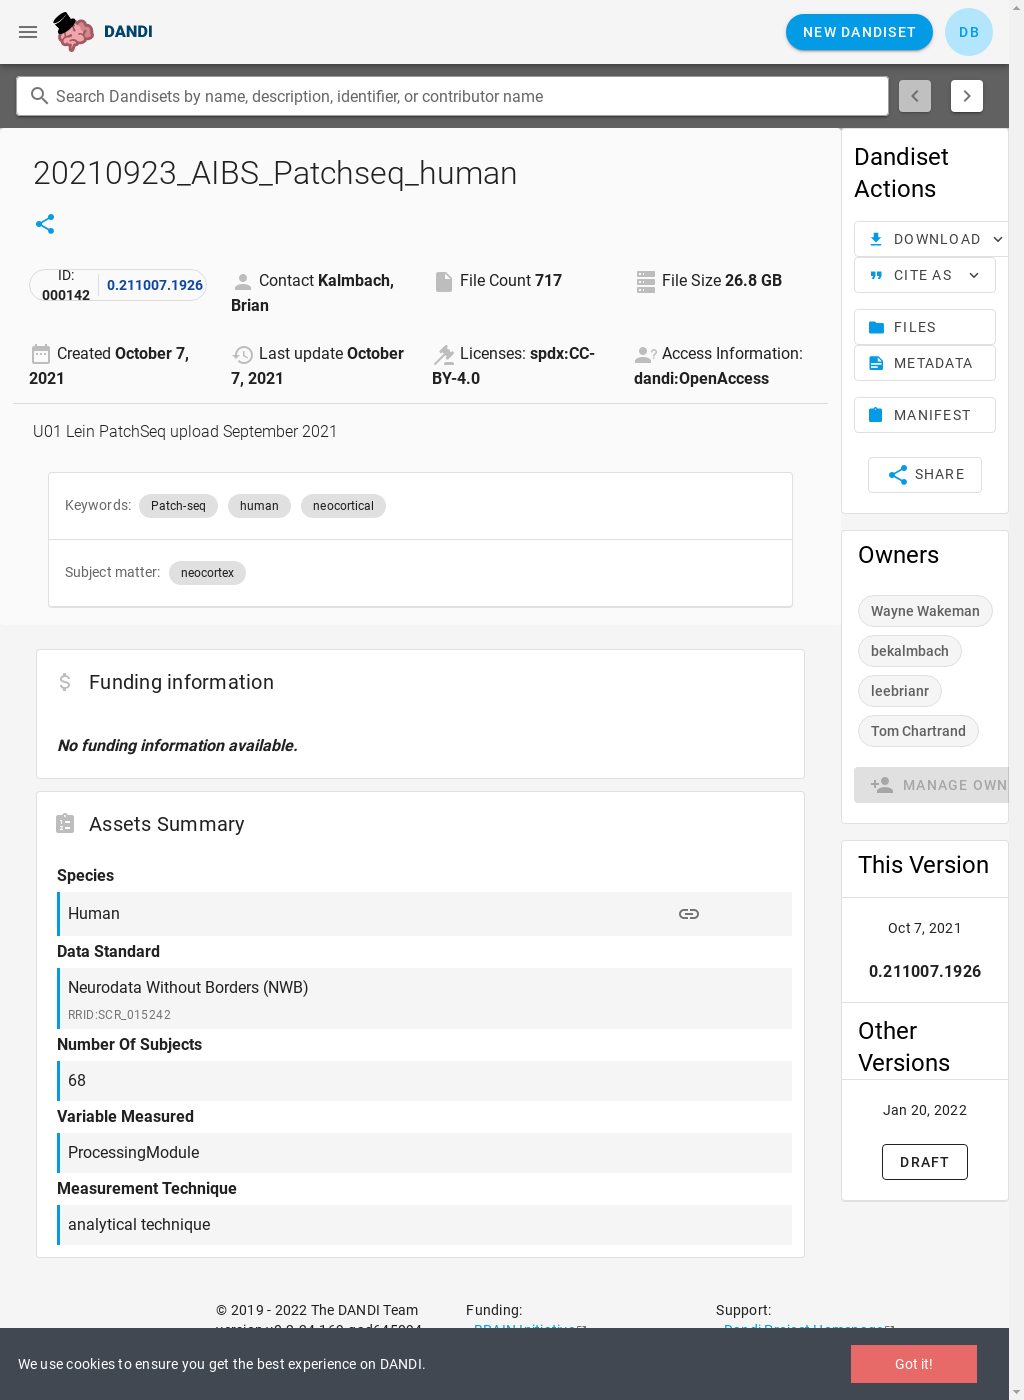 DANDI
NEW DANDISET
DB
Search Dandisets by name, description, identifier, or contributor name
20210923_AIBS_Patchseq_human
ID:
000142
0.211007.1926
Contact Kalmbach,
Brian
File Count 717
File Size 26.8 GB
Created October 7,
2021
Last update October
7, 2021
Licenses: spdx:CC-
BY-4.0
Access Information:
dandi:OpenAccess
U01 Lein PatchSeq upload September 2021
Keywords: Patch-seq human neocortical
Subject matter: neocortex
Funding information
No funding information available.
Assets Summary
Species
Human
Data Standard
Neurodata Without Borders (NWB)
RRID:SCR_015242
Number Of Subjects
68
Variable Measured
ProcessingModule
Measurement Technique
analytical technique
Dandiset
Actions
DOWNLOAD
CITE AS
FILES
METADATA
MANIFEST
SHARE
Owners
Wayne Wakeman
bekalmbach
leebrianr
Tom Chartrand
MANAGE OWN
This Version
Oct 7, 2021
0.211007.1926
Other
Versions
Jan 20, 2022
DRAFT
© 2019 - 2022 The DANDI Team
Funding:
BRAIN Initiative
Support:
Dandi Project Homepage
We use cookies to ensure you get the best experience on DANDI.
Got it!